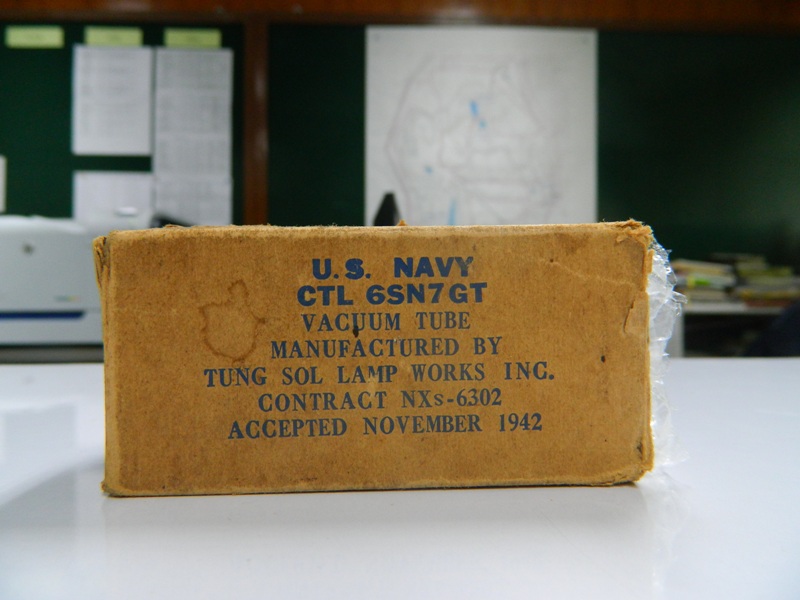 U.S. NAVY
CTL 6SN7GT
VACUUM TUBE
MANUFACTURED BY
TUNG SOL LAMP WORKS INC.
CONTRACT NXs-6302
ACCEPTED NOVEMBER 1942